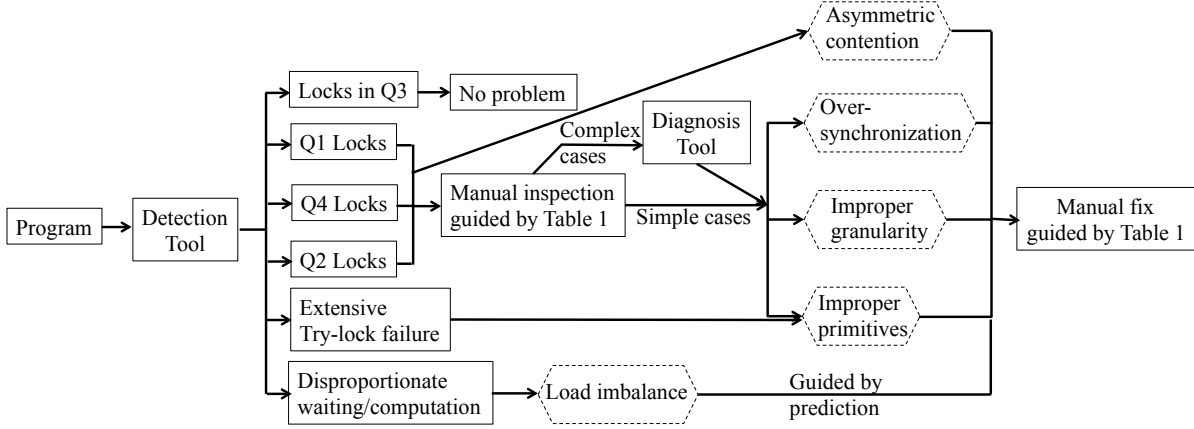 Program
Detection
Tool
Locks in Q3
No problem
Q1 Locks
Q4 Locks
Q2 Locks
Extensive
Try-lock failure
Disproportionate
waiting/computation
Manual inspection
guided by Table 1
Complex
cases
Diagnosis
Tool
Simple cases
Asymmetric
contention
Over-
synchronization
Improper
granularity
Improper
primitives
Load imbalance
Guided by
prediction
Manual fix
guided by Table 1